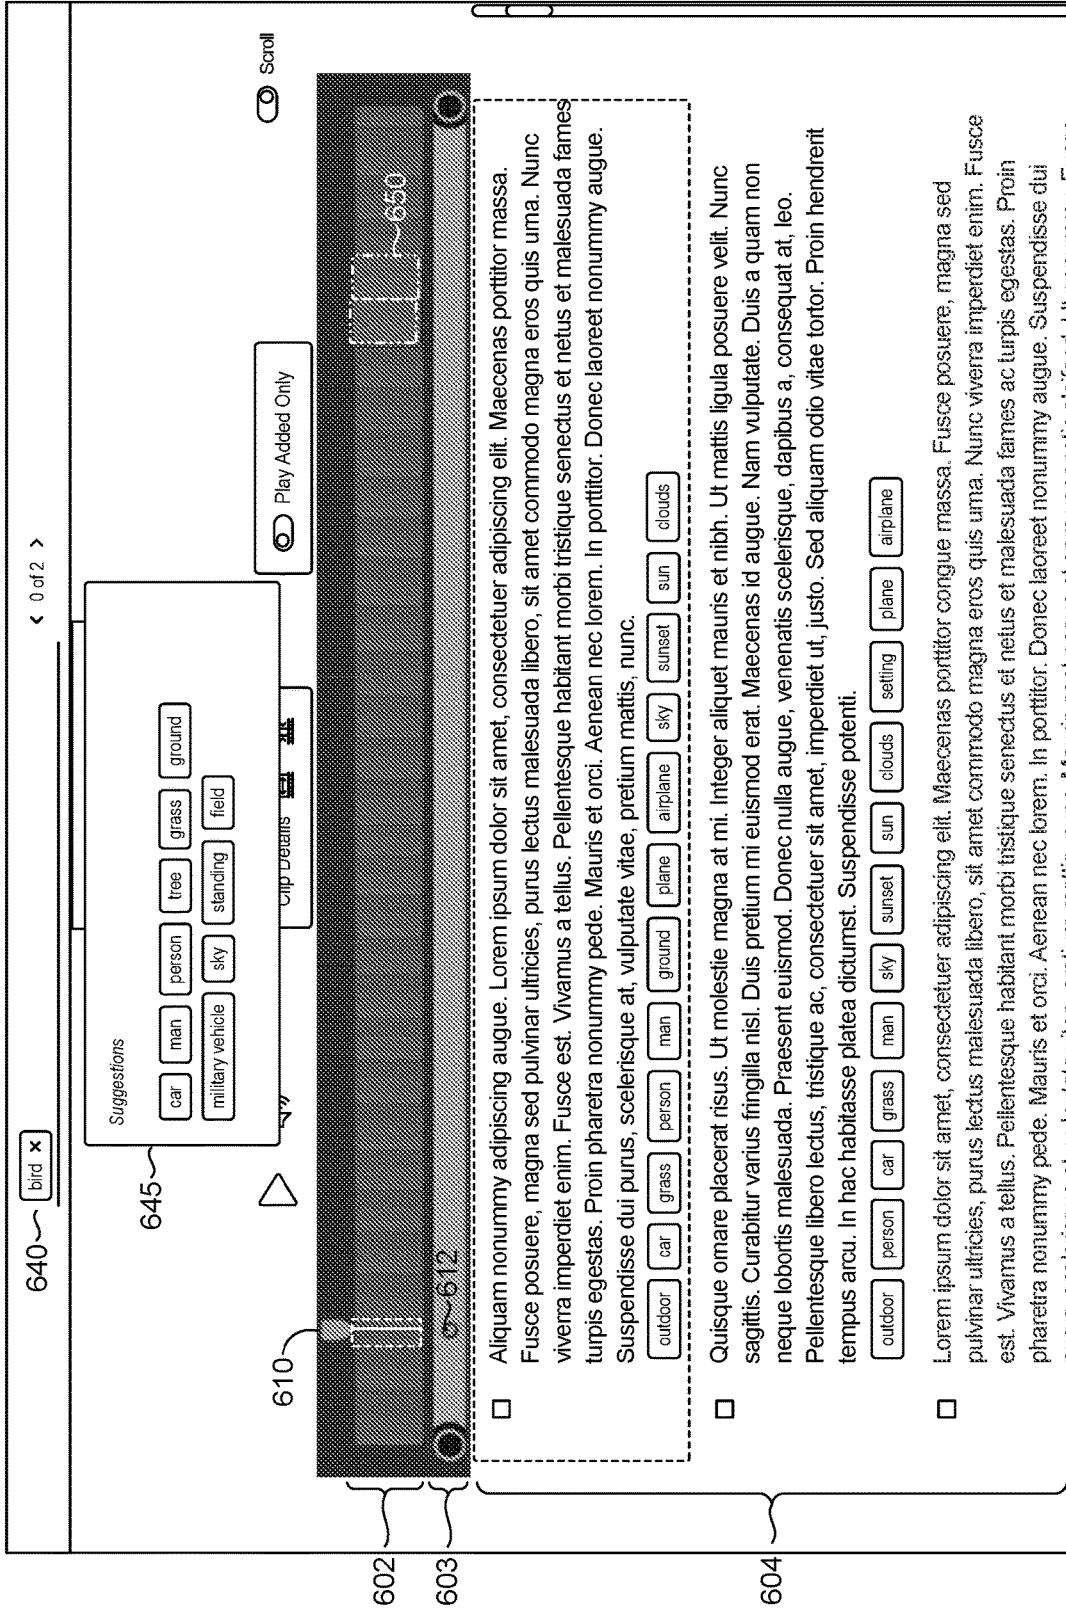 640
bird ×
< 0 of 2 >
645
Suggestions
car man person tree grass ground
military vehicle sky standing field
Clip Details
Play Added Only
Scroll
610
650
602
612
603
Aliquam nonummy adipiscing augue. Lorem ipsum dolor sit amet, consectetuer adipiscing elit. Maecenas porttitor massa.
Fusce posuere, magna sed pulvinar ultricies, purus lectus malesuada libero, sit amet commodo magna eros quis urna. Nunc
viverra imperdiet enim. Fusce est. Vivamus a tellus. Pellentesque habitant morbi tristique senectus et netus et malesuada fames
turpis egestas. Proin pharetra nonummy pede. Mauris et orci. Aenean nec lorem. In porttitor. Donec laoreet nonummy augue.
Suspendisse dui purus, scelerisque at, vulputate vitae, pretium mattis, nunc.
outdoor car grass person man ground plane airplane sky sunset sun clouds
604
Quisque ornare placerat risus. Ut molestie magna at mi. Integer aliquet mauris et nibh. Ut mattis ligula posuere velit. Nunc
sagittis. Curabitur varius fringilla nisl. Duis pretium mi euismod erat. Maecenas id augue. Nam vulputate. Duis a quam non
neque lobortis malesuada. Praesent euismod. Donec nulla augue, venenatis scelerisque, dapibus a, consequat at, leo.
Pellentesque libero lectus, tristique ac, consectetuer sit amet, imperdiet ut, justo. Sed aliquam odio vitae tortor. Proin hendrerit
tempus arcu. In hac habitasse platea dictumst. Suspendisse potenti.
outdoor person car grass man sky sunset sun clouds setting plane airplane
Lorem ipsum dolor sit amet, consectetuer adipiscing elit. Maecenas porttitor congue massa. Fusce posuere, magna sed
pulvinar ultricies, purus lectus malesuada libero, sit amet commodo magna eros quis urna. Nunc viverra imperdiet enim. Fusce
est. Vivamus a tellus. Pellentesque habitant morbi tristique senectus et netus et malesuada fames ac turpis egestas. Proin
pharetra nonummy pede. Mauris et orci. Aenean nec lorem. In porttitor. Donec laoreet nonummy augue. Suspendisse dui